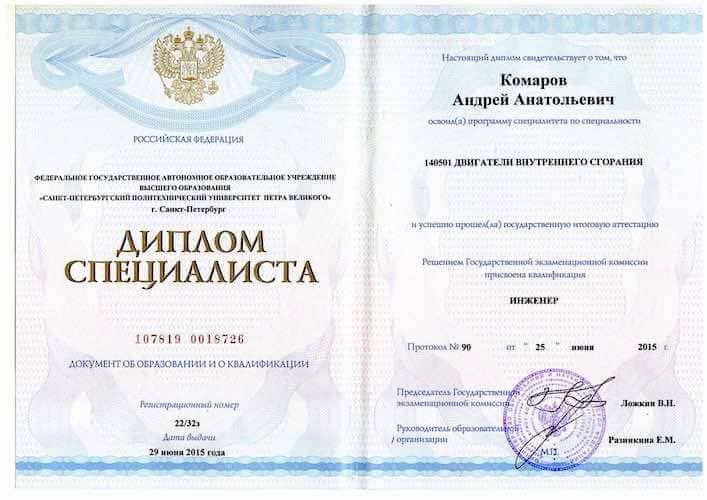 РОССИЙСКАЯ ФЕДЕРАЦИЯ
ФЕДЕРАЛЬНОЕ ГОСУДАРСТВЕННОЕ АВТОНОМНОЕ ОБРАЗОВАТЕЛЬНОЕ УЧРЕЖДЕНИЕ
ВЫСШЕГО ОБРАЗОВАНИЯ
«САНКТ-ПЕТЕРБУРГСКИЙ ПОЛИТЕХНИЧЕСКИЙ УНИВЕРСИТЕТ ПЕТРА ВЕЛИКОГО»
г. Санкт-Петербург
ДИПЛОМ
СПЕЦИАЛИСТА
107819 0018726
ДОКУМЕНТ ОБ ОБРАЗОВАНИИ И О КВАЛИФИКАЦИИ
Регистрационный номер
22/32з
Дата выдачи
29 июня 2015 года
Настоящий диплом свидетельствует о том, что
Комаров
Андрей Анатольевич
освоил(а) программу специалитета по специальности
140501 ДВИГАТЕЛИ ВНУТРЕННЕГО СГОРАНИЯ
и успешно прошел(ла) государственную итоговую аттестацию
Решением Государственной экзаменационной комиссии
присвоена квалификация
ИНЖЕНЕР
Протокол № 90 от " 25 " июня 2015 г.
Председатель Государственной
экзаменационной комиссии Ложкин В.Н.
Руководитель образовательной
организации Разинкина Е.М.
М.П.